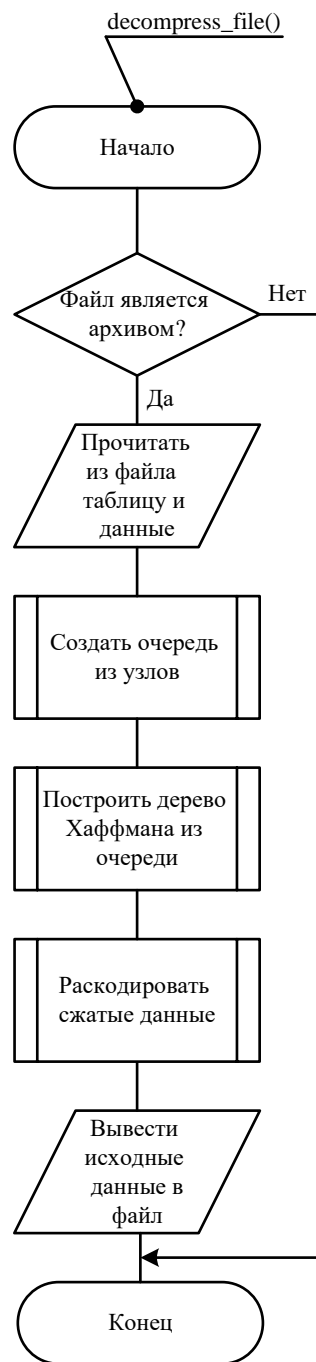 decompress_file()
Начало
Файл является
архивом?
Нет
Да
Прочитать
из файла
таблицу и
данные
Создать очередь
из узлов
Построить дерево
Хаффмана из
очереди
Раскодировать
сжатые данные
Вывести
исходные
данные в
файл
Конец